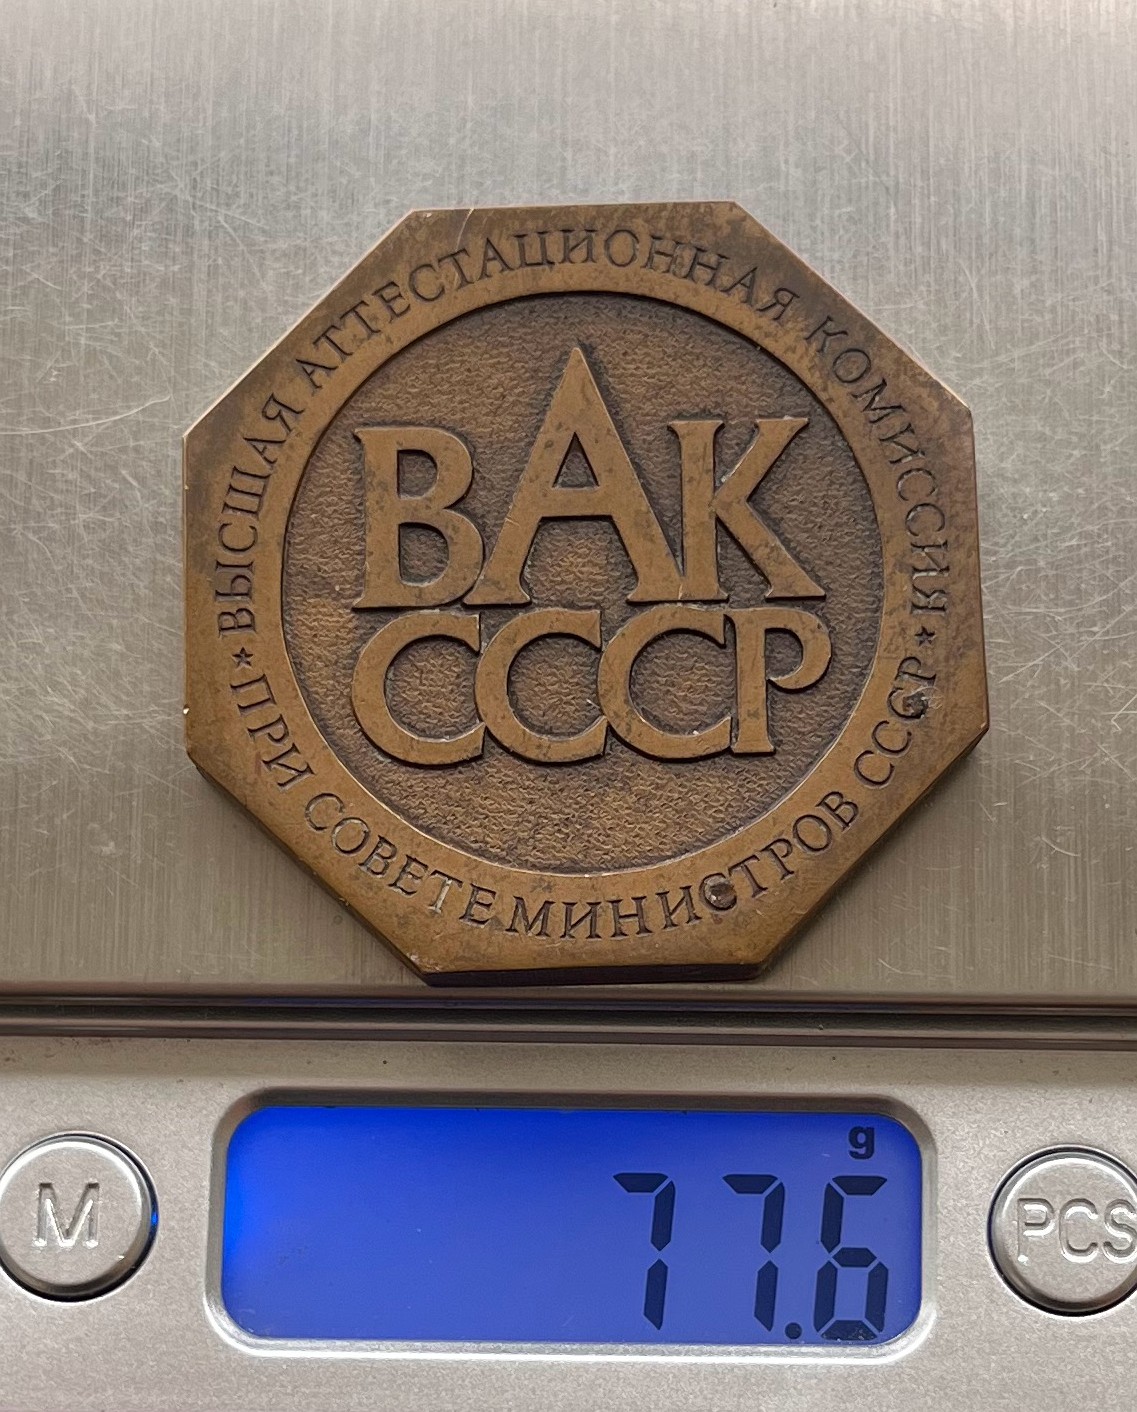 ВЫСШАЯ АТТЕСТАЦИОННАЯ КОМИССИЯ
ВАК
СССР
★ ПРИ СОВЕТЕ МИНИСТРОВ СССР ★
g
M
77.6
PCS